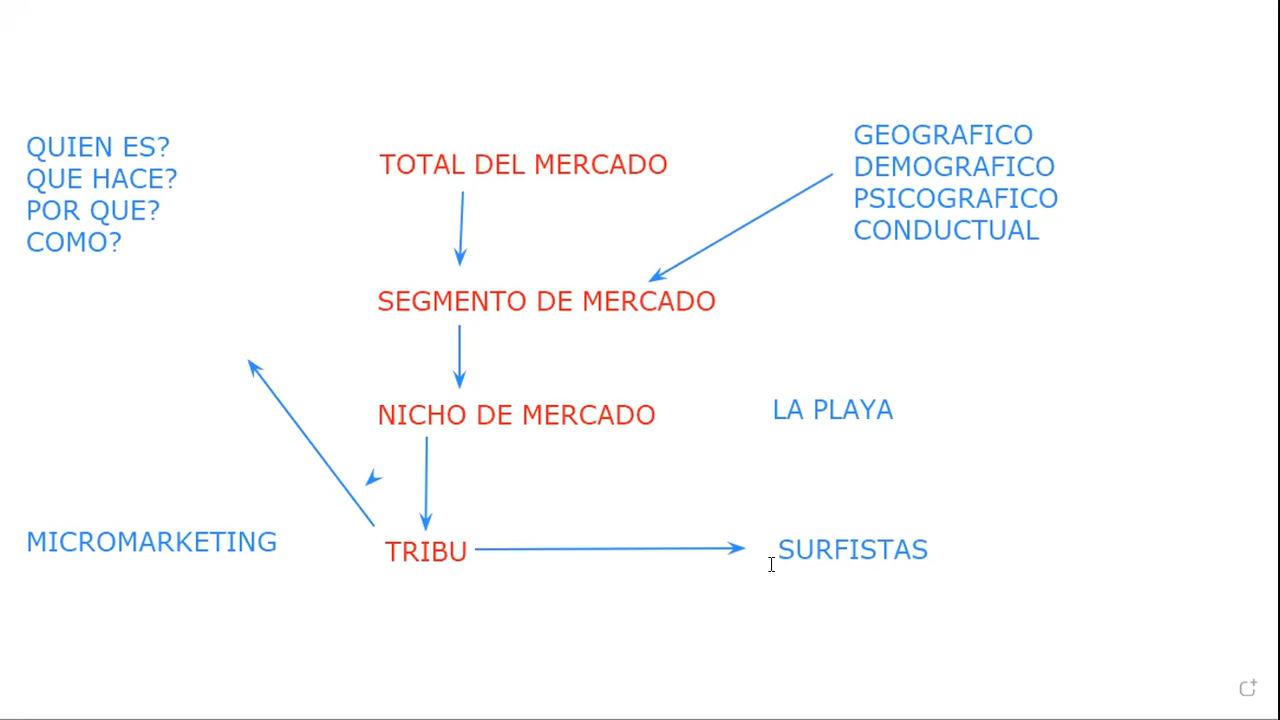 QUIEN ES?
QUE HACE?
POR QUE?
COMO?
TOTAL DEL MERCADO
GEOGRAFICO
DEMOGRAFICO
PSICOGRAFICO
CONDUCTUAL
SEGMENTO DE MERCADO
NICHO DE MERCADO
LA PLAYA
MICROMARKETING
TRIBU
SURFISTAS